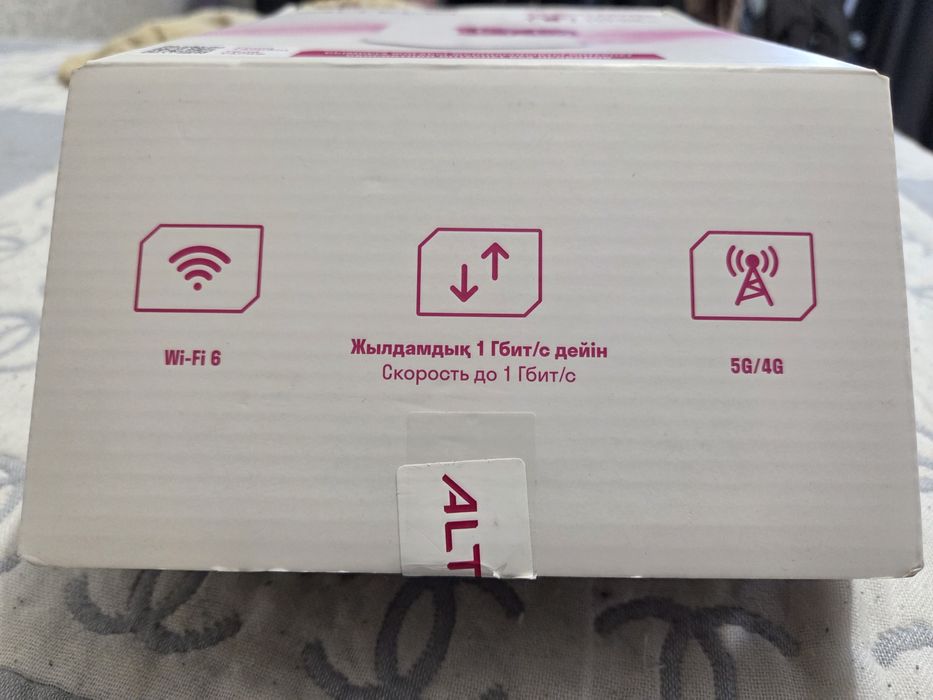 Wi-Fi 6
Жылдамдық 1 Гбит/с дейін
Скорость до 1 Гбит/с
5G/4G
ALT